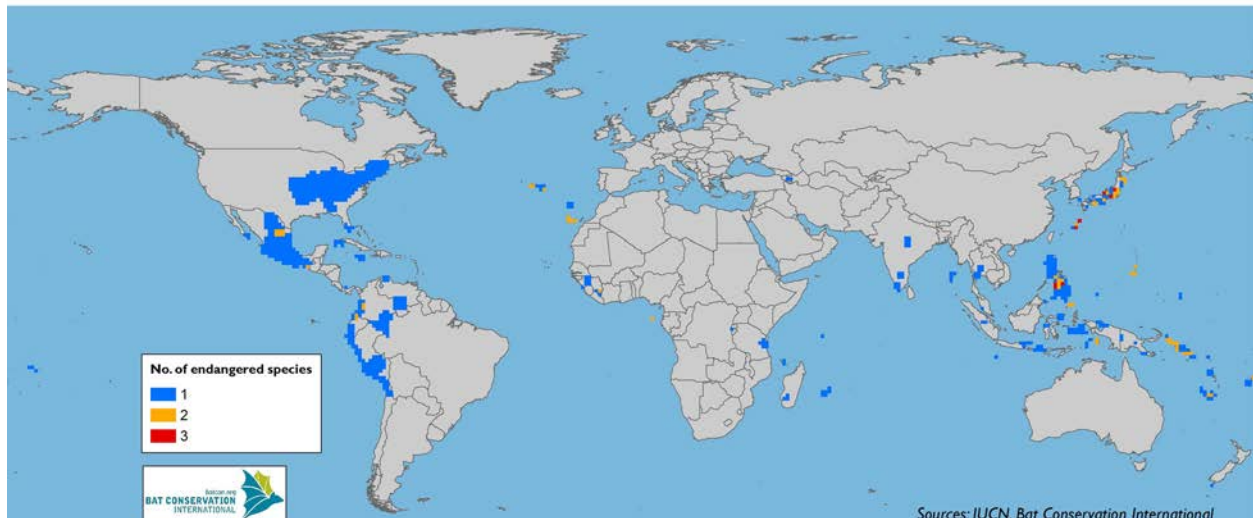 No. of endangered species
1
2
3
batcon.org
BAT CONSERVATION
INTERNATIONAL
Sources: IUCN, Bat Conservation International